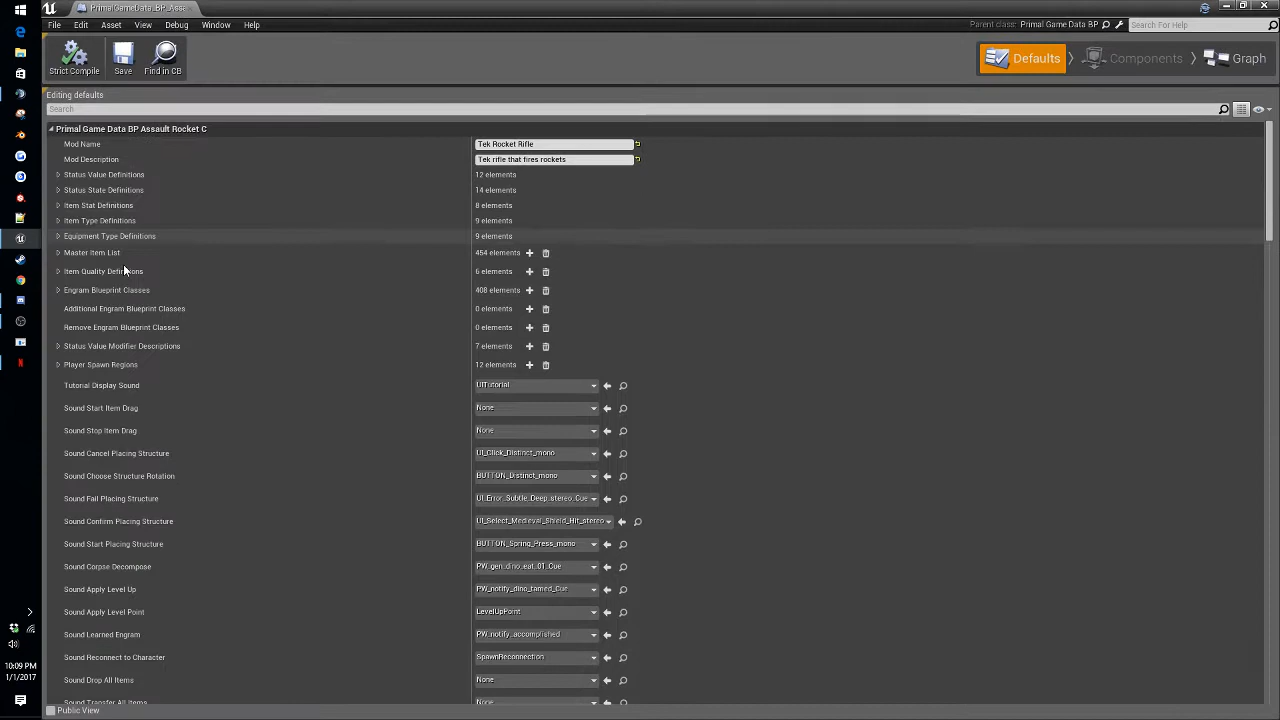 PrimalGameData_BP_Assa
File Edit Asset View Debug Window Help
Parent class: Primal Game Data BP
Search For Help
Strict Compile
Save
Find in CB
Defaults
Components
Graph
Editing defaults
Search
Primal Game Data BP Assault Rocket C
Mod Name Tek Rocket Rifle
Mod Description Tek rifle that fires rockets
Status Value Definitions 12 elements
Status State Definitions 14 elements
Item Stat Definitions 8 elements
Item Type Definitions 9 elements
Equipment Type Definitions 9 elements
Master Item List 454 elements
Item Quality Definitions 6 elements
Engram Blueprint Classes 408 elements
Additional Engram Blueprint Classes 0 elements
Remove Engram Blueprint Classes 0 elements
Status Value Modifier Descriptions 7 elements
Player Spawn Regions 12 elements
Tutorial Display Sound UITutorial
Sound Start Item Drag None
Sound Stop Item Drag None
Sound Cancel Placing Structure UI_Click_Distinct_mono
Sound Choose Structure Rotation BUTTON_Distinct_mono
Sound Fail Placing Structure UI_Error_Subtle_Deep_stereo_Cue
Sound Confirm Placing Structure UI_Select_Medieval_Shield_Hit_stereo
Sound Start Placing Structure BUTTON_Spring_Press_mono
Sound Corpse Decompose PW_gen_dino_eat_01_Cue
Sound Apply Level Up PW_notify_dino_tamed_Cue
Sound Apply Level Point LevelUpPoint
Sound Learned Engram PW_notify_accomplished
Sound Reconnect to Character SpawnReconnection
Sound Drop All Items None
Sound Transfer All Items None
Public View
10:09 PM
1/1/2017